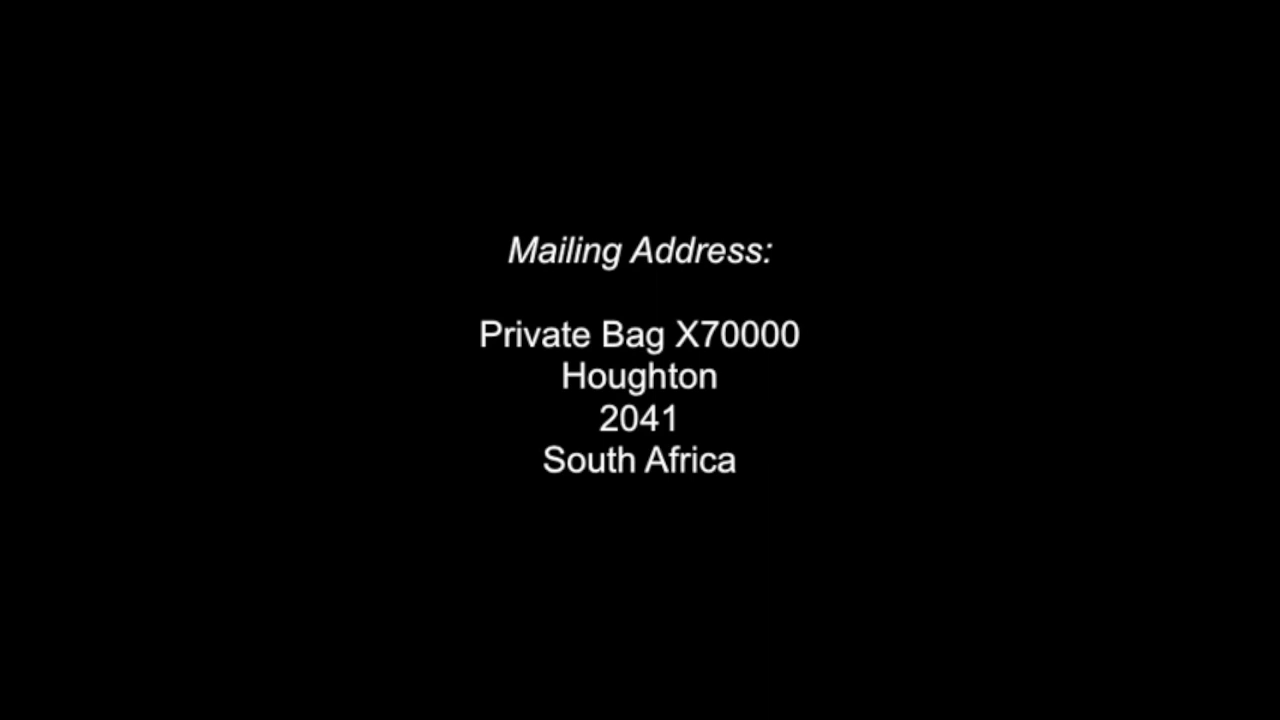 Mailing Address:
Private Bag X70000
Houghton
2041
South Africa